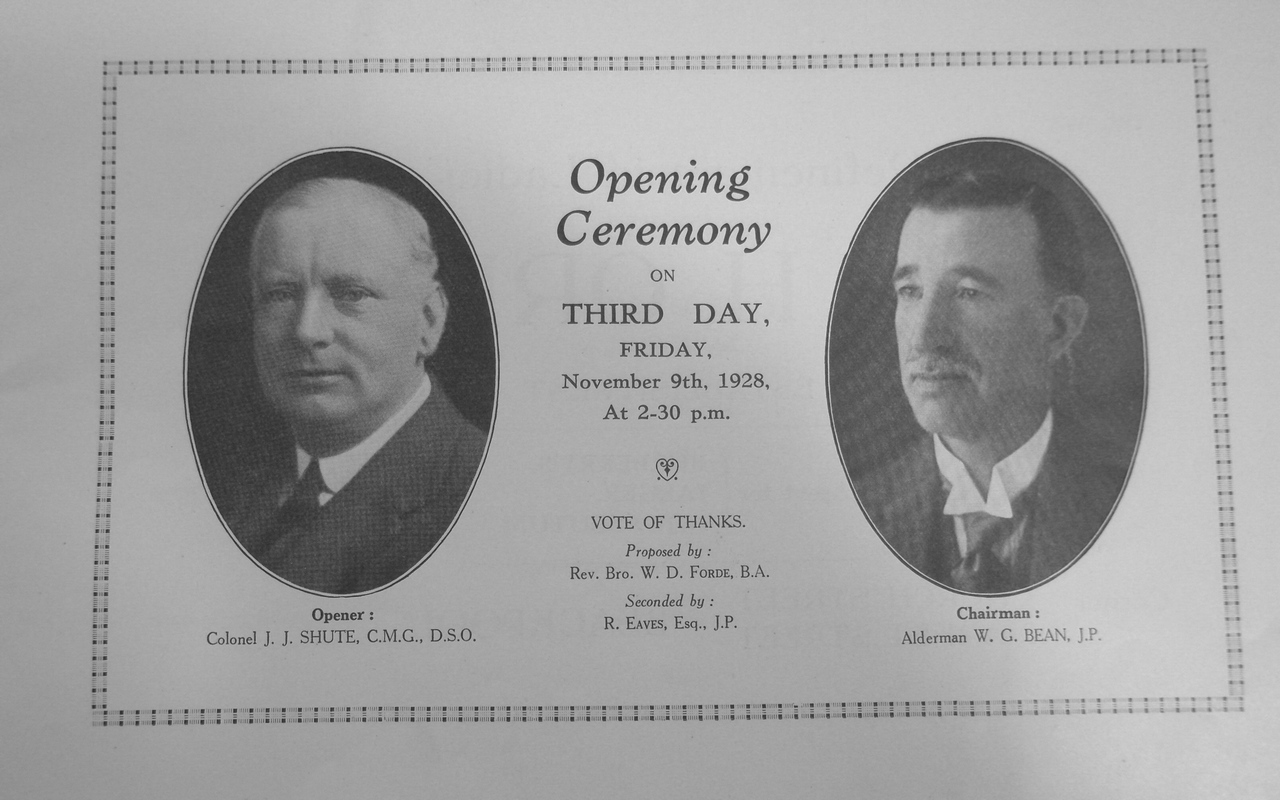 Opening
Ceremony
ON
THIRD DAY,
FRIDAY,
November 9th, 1928,
At 2-30 p.m.
VOTE OF THANKS.
Proposed by :
Rev. Bro. W. D. FORDE, B.A.
Seconded by :
R. EAVES, Esq., J.P.
Opener :
Colonel J. J. SHUTE, C.M.G., D.S.O.
Chairman :
Alderman W. G. BEAN, J.P.